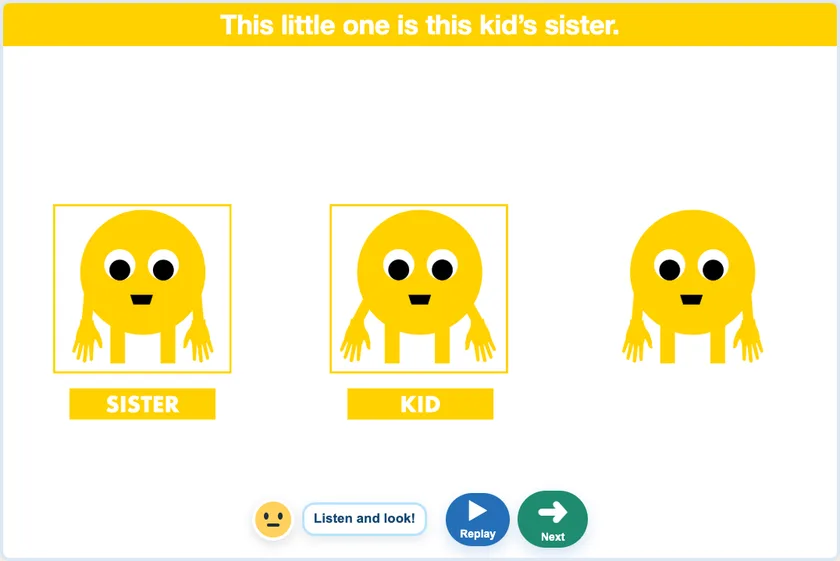 This little one is this kid’s sister.
SISTER
KID
Listen and look!
Replay
Next